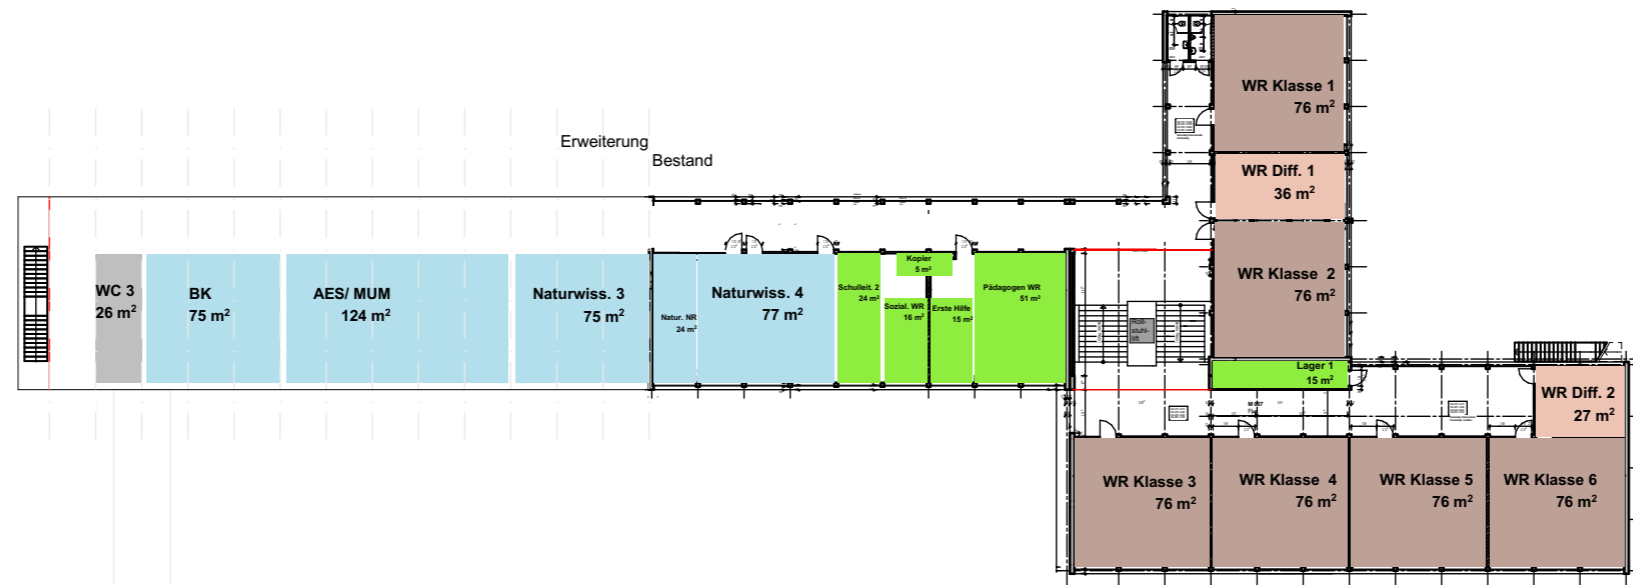 WR Klasse 1
76 m²
Erweiterung
Bestand
WR Diff. 1
36 m²
WC 3
26 m²
BK
75 m²
AES/ MUM
124 m²
Naturwiss. 3
75 m²
Natur. NR
24 m²
Naturwiss. 4
77 m²
Schulleit. 2
24 m²
Kopier
5 m²
Sozial. WR
16 m²
Erste Hilfe
15 m²
Pädagogen WR
51 m²
Roll-
stuhl-
lift
WR Klasse 2
76 m²
Lager 1
15 m²
WR Diff. 2
27 m²
WR Klasse 3
76 m²
WR Klasse 4
76 m²
WR Klasse 5
76 m²
WR Klasse 6
76 m²